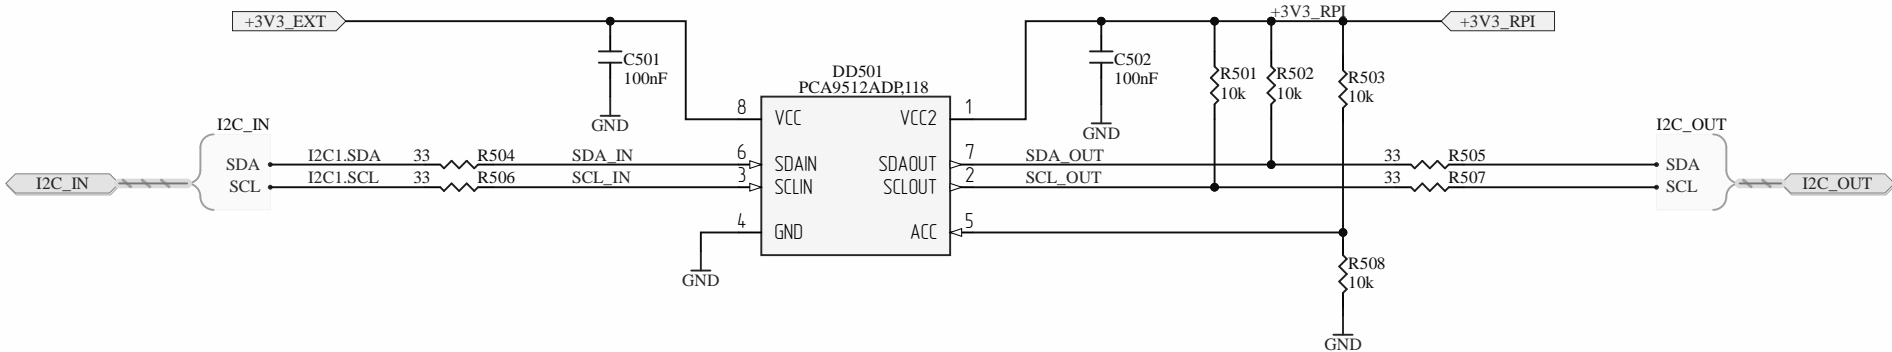 +3V3_EXT
+3V3_RPI
+3V3_RPI
C501
100nF
GND
C502
100nF
GND
R501
10k
R502
10k
R503
10k
DD501
PCA9512ADP,118
8
VCC
VCC2
1
I2C_IN
I2C_OUT
SDA
I2C1.SDA
33
R504
SDA_IN
6
SDAIN
SDAOUT
7
SDA_OUT
33
R505
SDA
I2C_IN
SCL
I2C1.SCL
33
R506
SCL_IN
3
SCLIN
SCLOUT
2
SCL_OUT
33
R507
SCL
I2C_OUT
4
GND
ACC
5
GND
R508
10k
GND